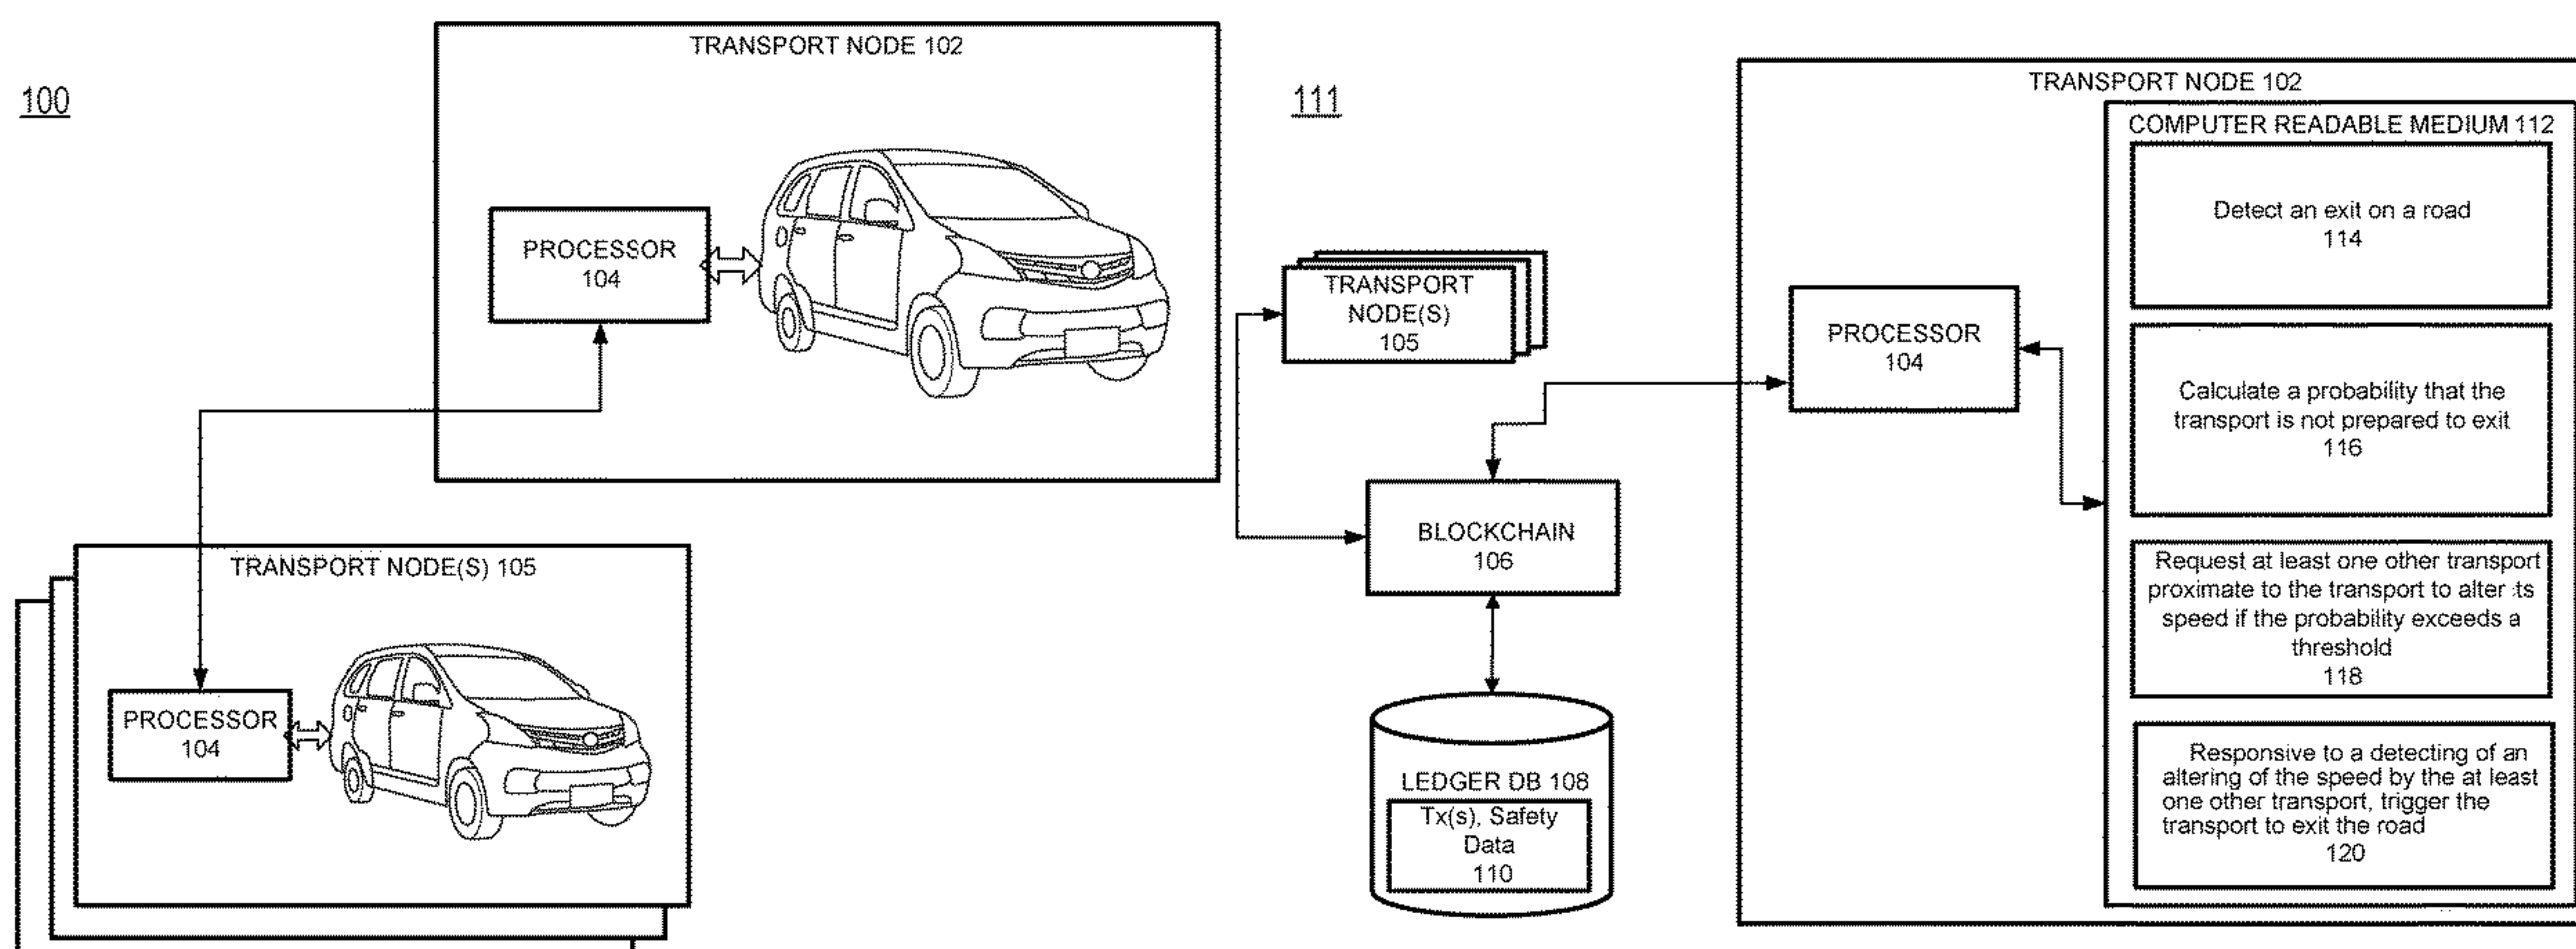 100
TRANSPORT NODE 102
PROCESSOR
104
TRANSPORT NODE(S) 105
PROCESSOR
104
111
TRANSPORT
NODE(S)
105
BLOCKCHAIN
106
LEDGER DB 108
Tx(s), Safety
Data
110
TRANSPORT NODE 102
PROCESSOR
104
COMPUTER READABLE MEDIUM 112
Detect an exit on a road
114
Calculate a probability that the
transport is not prepared to exit
116
Request at least one other transport
proximate to the transport to alter its
speed if the probability exceeds a
threshold
118
Responsive to a detecting of an
altering of the speed by the at least
one other transport, trigger the
transport to exit the road
120